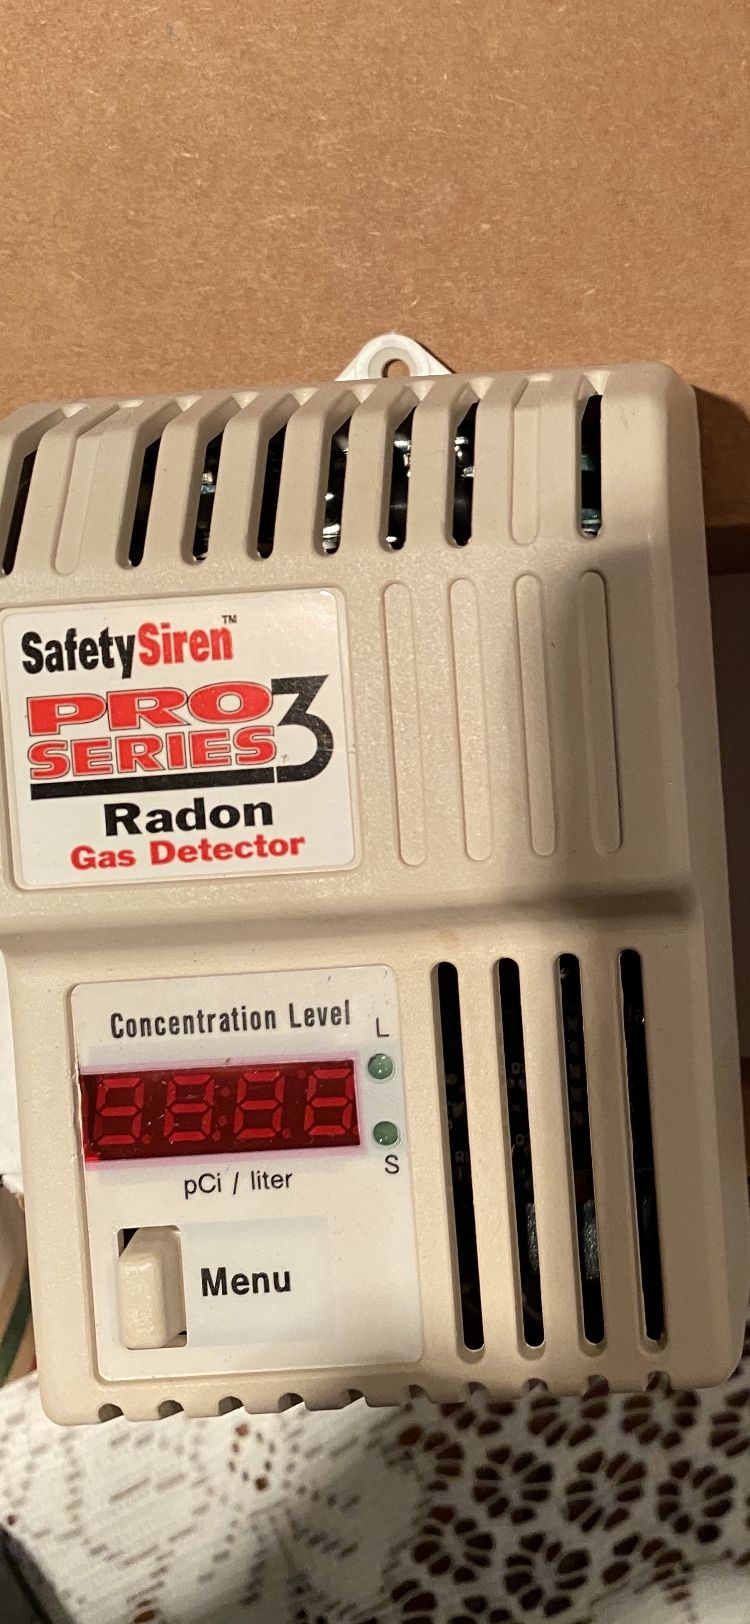 SafetySiren™
PRO
SERIES 3
Radon
Gas Detector
Concentration Level
L
S
pCi / liter
Menu